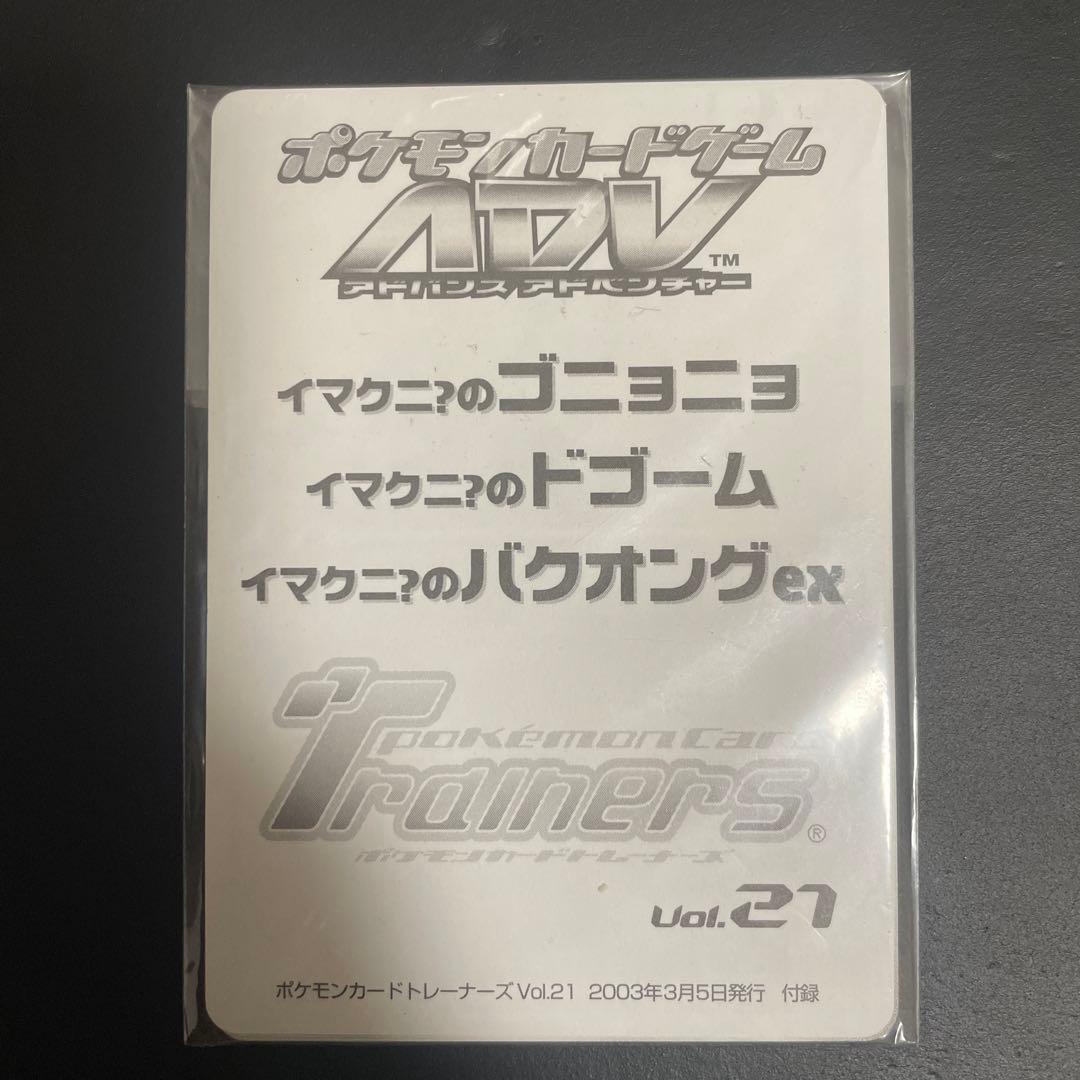 ポケモンカードゲーム
ADV™
アドバンスアドベンチャー
イマクニ?のゴニョニョ
イマクニ?のドゴーム
イマクニ?のバクオングex
Pokémon Card
Trainers®
ポケモンカードトレーナーズ
Vol.21
ポケモンカードトレーナーズVol.21 2003年3月5日発行 付録